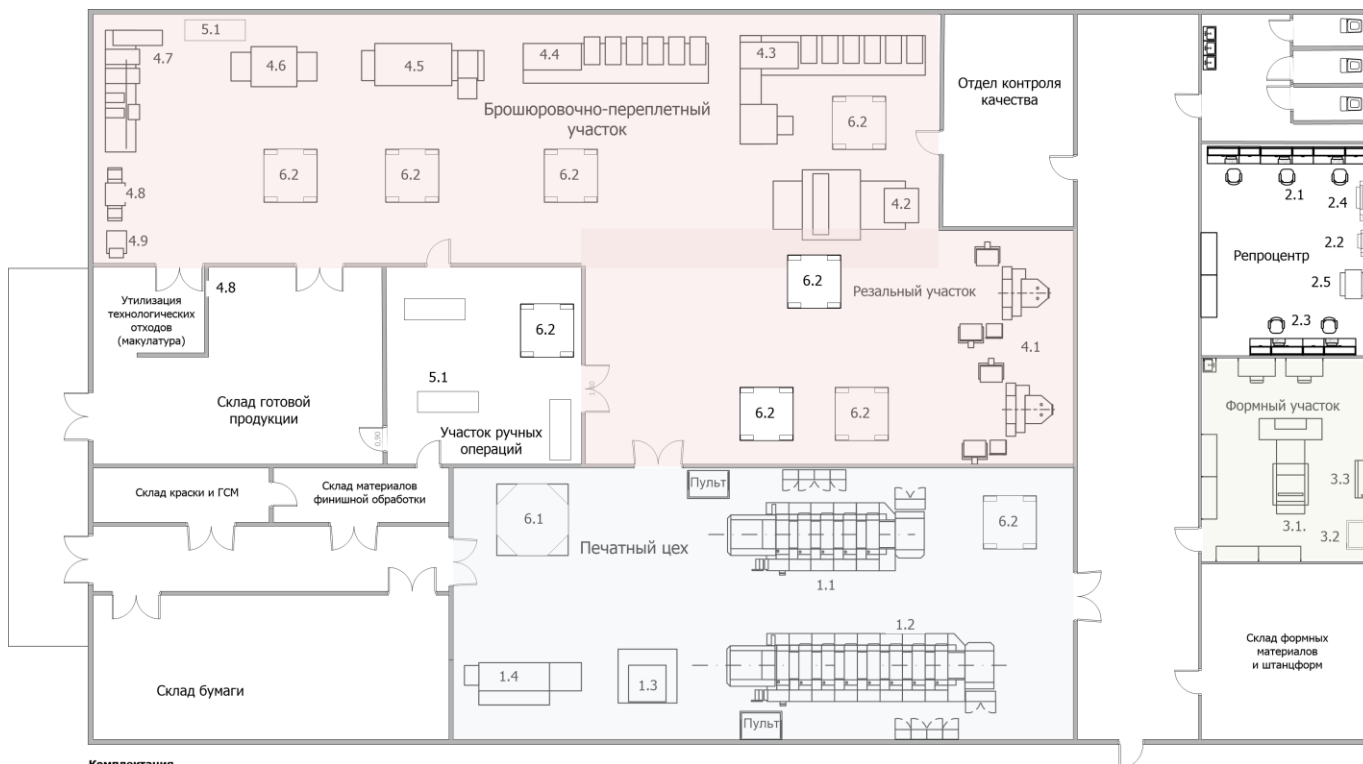 5.1
4.7
4.6
4.5
4.4
4.3
Отдел контроля
качества
Брошюровочно-переплетный
участок
6.2
6.2
6.2
6.2
4.8
4.2
4.9
2.1
2.4
2.2
Репроцентр
2.5
2.3
Утилизация
технологических
отходов
(макулатура)
4.8
6.2
6.2
Резальный участок
4.1
5.1
Склад готовой
продукции
0,90
Участок ручных
операций
6.2
6.2
Формный участок
3.3
3.1.
3.2
Склад краски и ГСМ
Склад материалов
финишной обработки
Пульт
6.1
6.2
Печатный цех
1.1
1.2
Склад бумаги
1.4
1.3
Пульт
Склад формных
материалов
и штанцформ
Комплектация